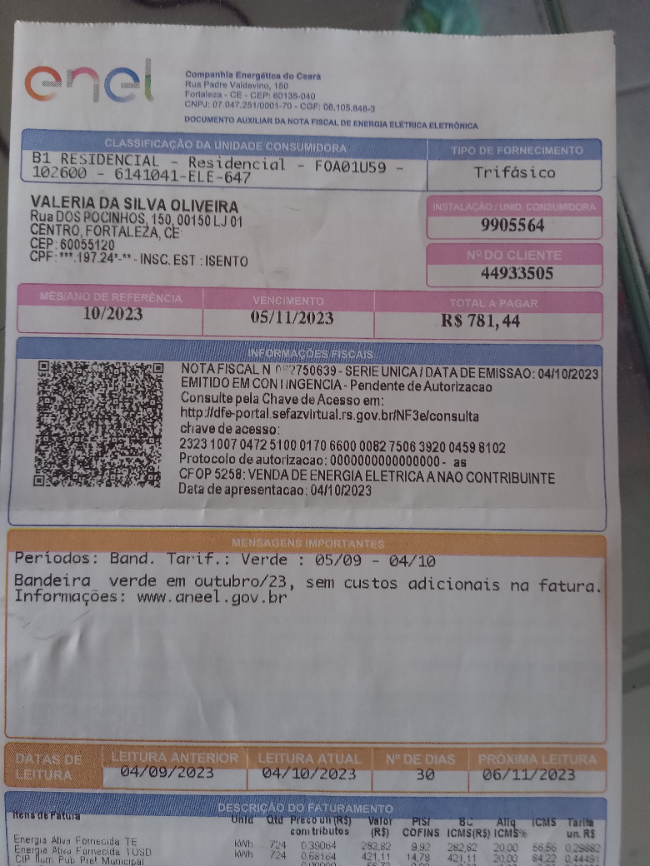 enel
Companhia Energética do Ceará
Rua Padre Valdevino, 150
Fortaleza - CE - CEP: 60135-040
CNPJ: 07.047.251/0001-70 - CGF: 06.105.848-3
DOCUMENTO AUXILIAR DA NOTA FISCAL DE ENERGIA ELÉTRICA ELETRÔNICA
CLASSIFICAÇÃO DA UNIDADE CONSUMIDORA
B1 RESIDENCIAL - Residencial - FOA01U59 -
102600 - 6141041-ELE-647
TIPO DE FORNECIMENTO
Trifásico
VALERIA DA SILVA OLIVEIRA
Rua DOS POCINHOS, 150, 00150 LJ 01
CENTRO, FORTALEZA, CE
CEP: 60055120
CPF: ***.197.24*-** - INSC. EST : ISENTO
INSTALAÇÃO / UNID. CONSUMIDORA
9905564
Nº DO CLIENTE
44933505
MÊS/ANO DE REFERÊNCIA
10/2023
VENCIMENTO
05/11/2023
TOTAL A PAGAR
R$ 781,44
INFORMAÇÕES FISCAIS
NOTA FISCAL N 2750639 - SERIE UNICA / DATA DE EMISSAO: 04/10/2023
EMITIDO EM CONTINGENCIA - Pendente de Autorizacao
Consulte pela Chave de Acesso em:
http://dfe-portal.sefazvirtual.rs.gov.br/NF3e/consulta
chave de acesso:
2323 1007 0472 5100 0170 6600 0082 7506 3920 0459 8102
Protocolo de autorizacao: 0000000000000000 - as
CFOP 5258: VENDA DE ENERGIA ELETRICA A NAO CONTRIBUINTE
Data de apresentacao: 04/10/2023
MENSAGENS IMPORTANTES
Períodos: Band. Tarif.: Verde : 05/09 - 04/10
Bandeira verde em outubro/23, sem custos adicionais na fatura.
Informações: www.aneel.gov.br
DATAS DE LEITURA
LEITURA ANTERIOR
04/09/2023
LEITURA ATUAL
04/10/2023
Nº DE DIAS
30
PRÓXIMA LEITURA
06/11/2023
DESCRIÇÃO DO FATURAMENTO
Itens de Fatura Unid Qtd Preco un (R$) com tributos Valor (R$) PIS/ COFINS BC ICMS(R$) Aliq ICMS% ICMS Tarifa un. R$
Energia Ativa Fornecida TE kWh 724 0,39064 282,82 9,92 282,82 20,00 56,56 0,29882
Energia Ativa Fornecida TUSD kWh 724 0,58164 421,11 14,78 421,11 20,00 84,22 0,44491
CIP Ilum Pub Pref Municipal